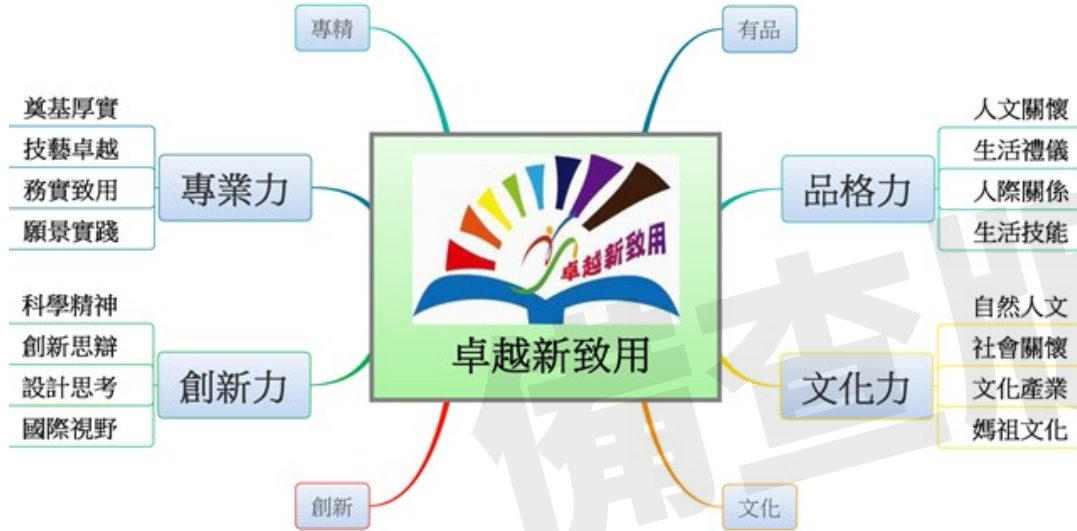 專精
有品
奠基厚實
技藝卓越
務實致用
願景實踐
專業力
人文關懷
生活禮儀
人際關係
生活技能
品格力
卓越新致用
卓越新致用
科學精神
創新思辯
設計思考
國際視野
創新力
自然人文
社會關懷
文化產業
媽祖文化
文化力
創新
文化
備查